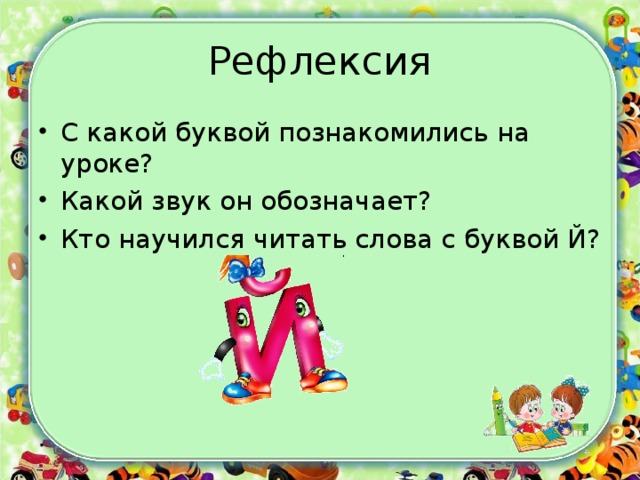 Рефлексия
• С какой буквой познакомились на
уроке?
• Какой звук он обозначает?
• Кто научился читать слова с буквой Й?
Й